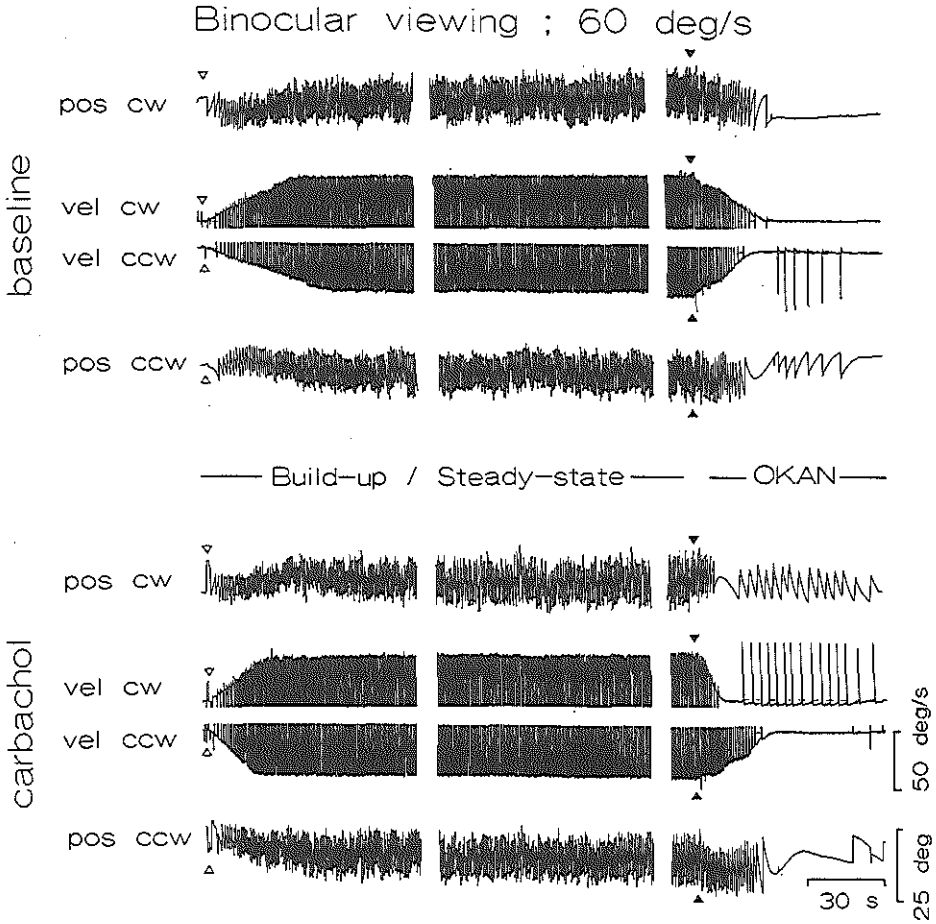 Binocular viewing ; 60 deg/s
baseline
pos cw
vel cw
vel ccw
pos ccw
Build-up / Steady-state
OKAN
carbachol
pos cw
vel cw
vel ccw
pos ccw
50 deg/s
25 deg
30 s